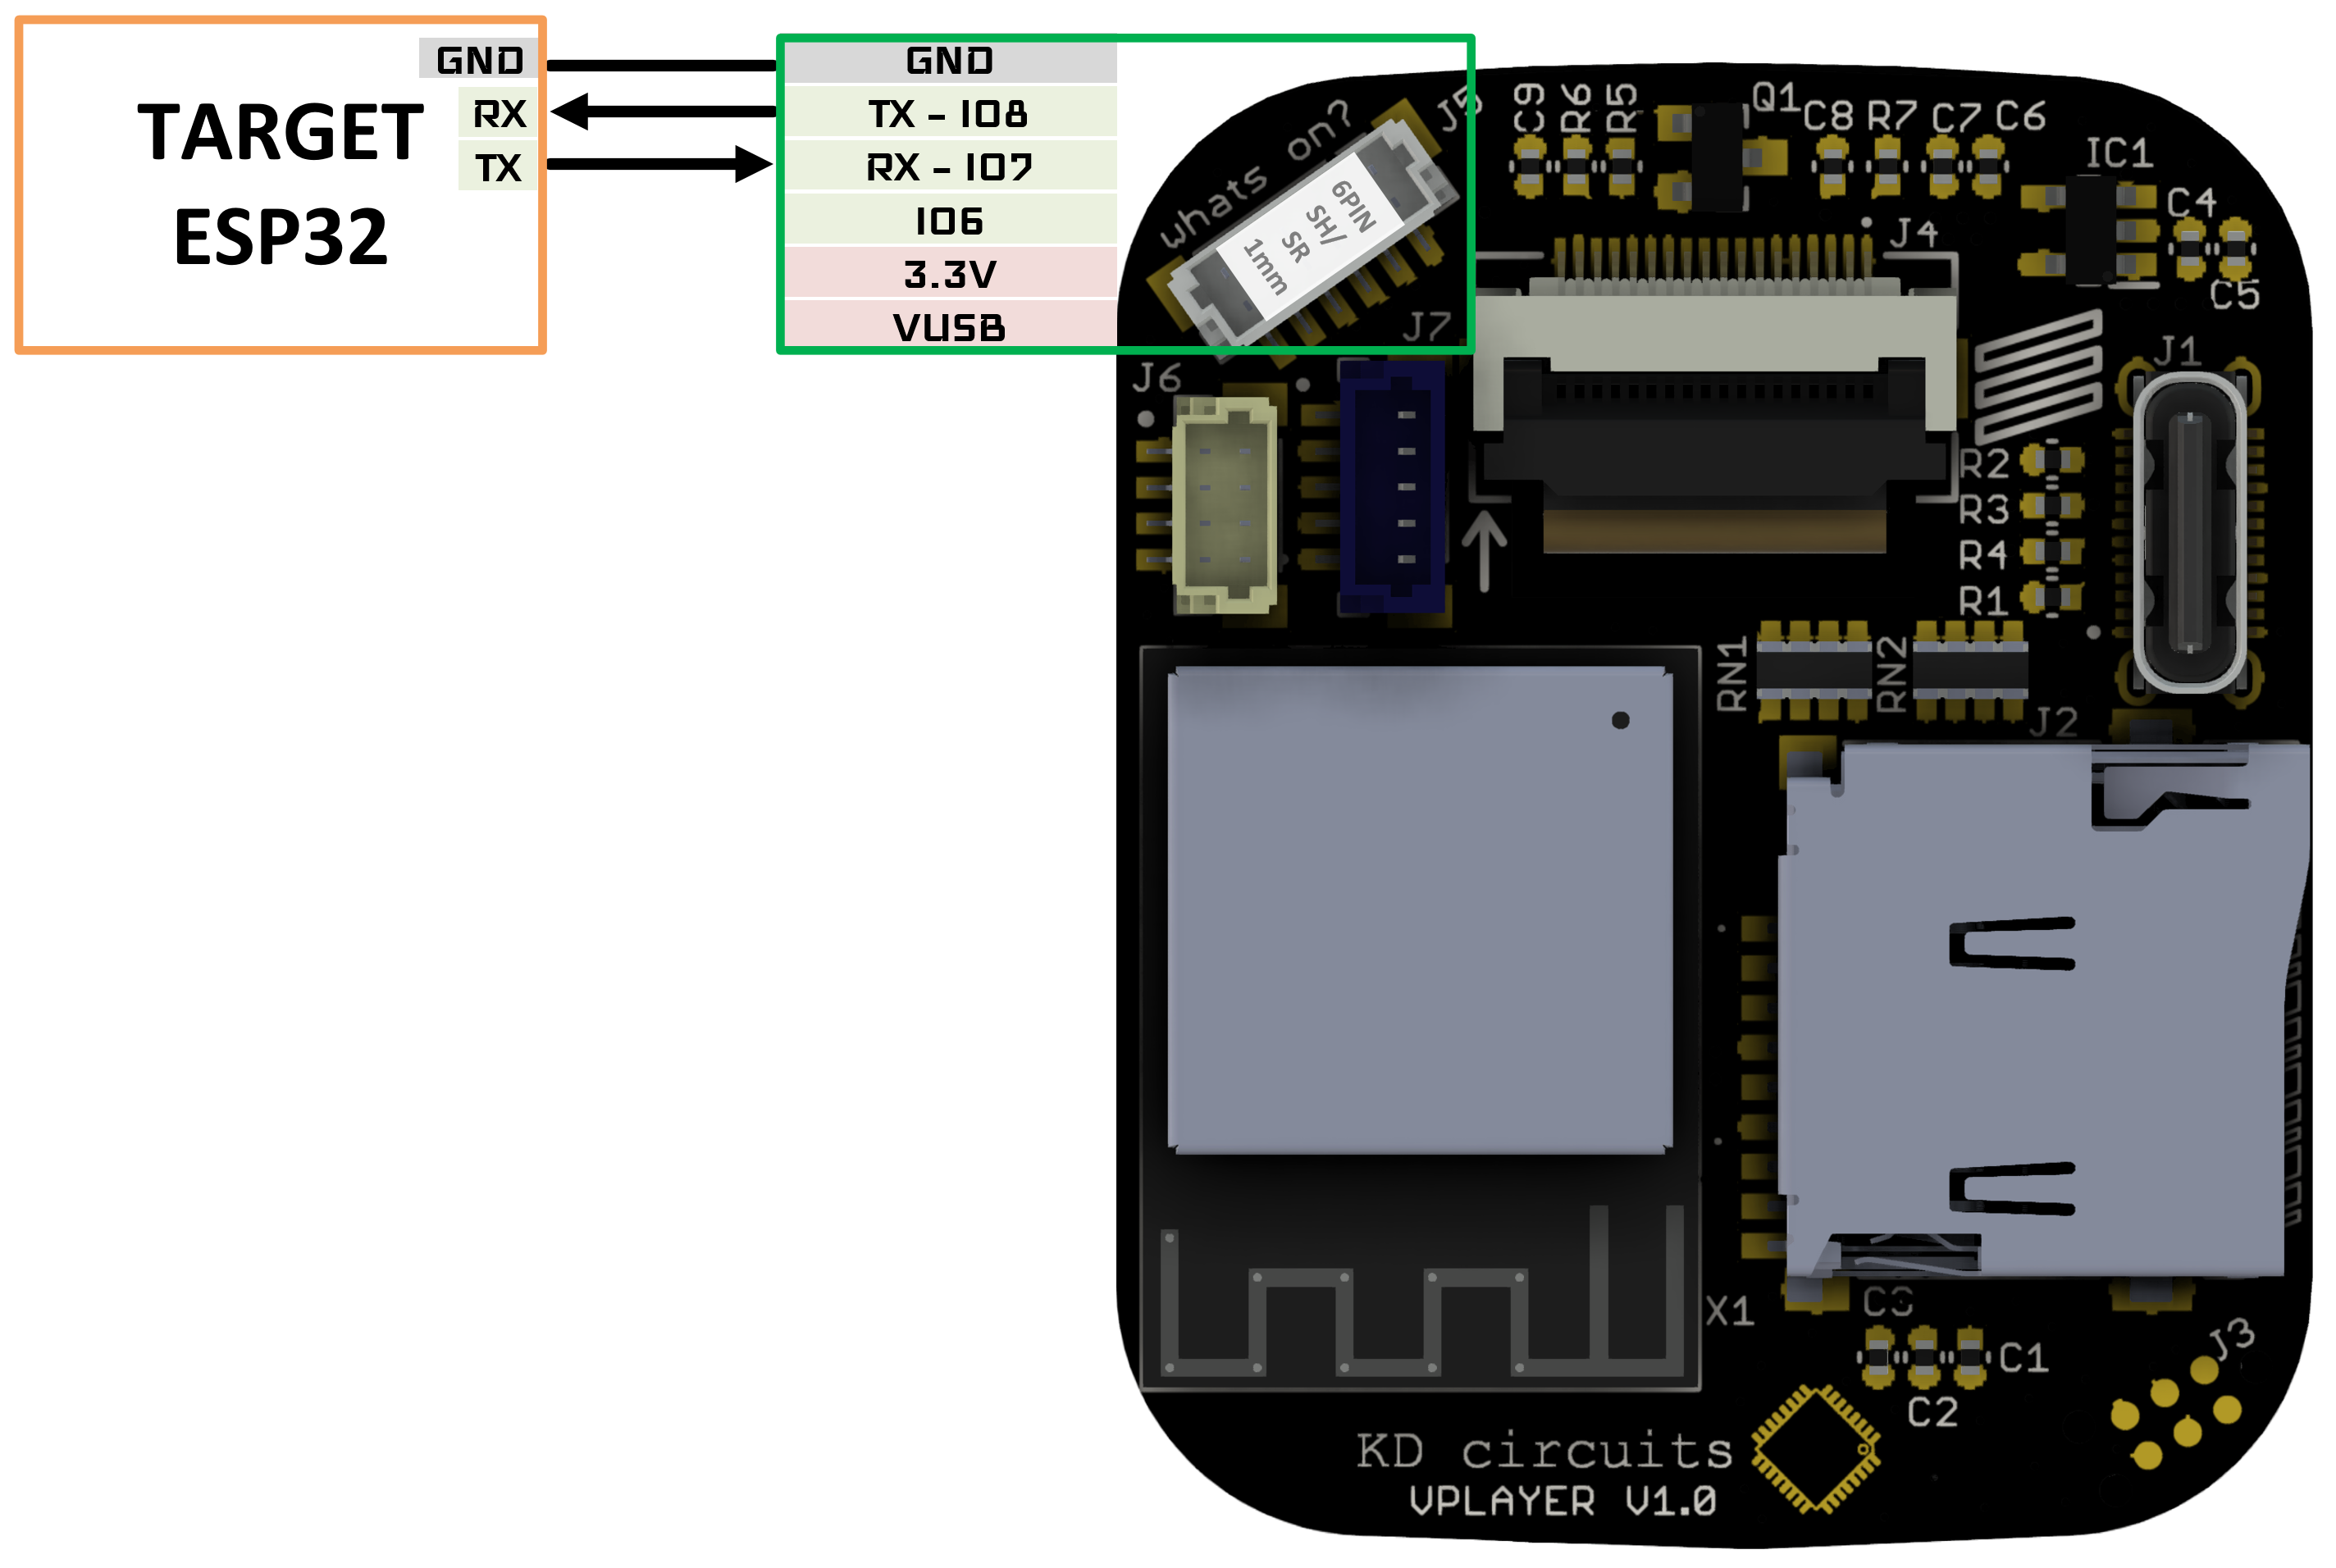 TARGET
ESP32
GND
RX
TX
GND
TX - IO8
RX - IO7
IO6
3.3V
VUSB
whats on?
J5
6PIN
SH/
SR
1mm
C9
R6
R5
Q1
C8
R7
C7
C6
IC1
C4
C5
J4
J7
J6
J1
R2
R3
R4
R1
RN1
RN2
J2
X1
C3
C1
C2
J3
KD circuits
VPLAYER V1.0